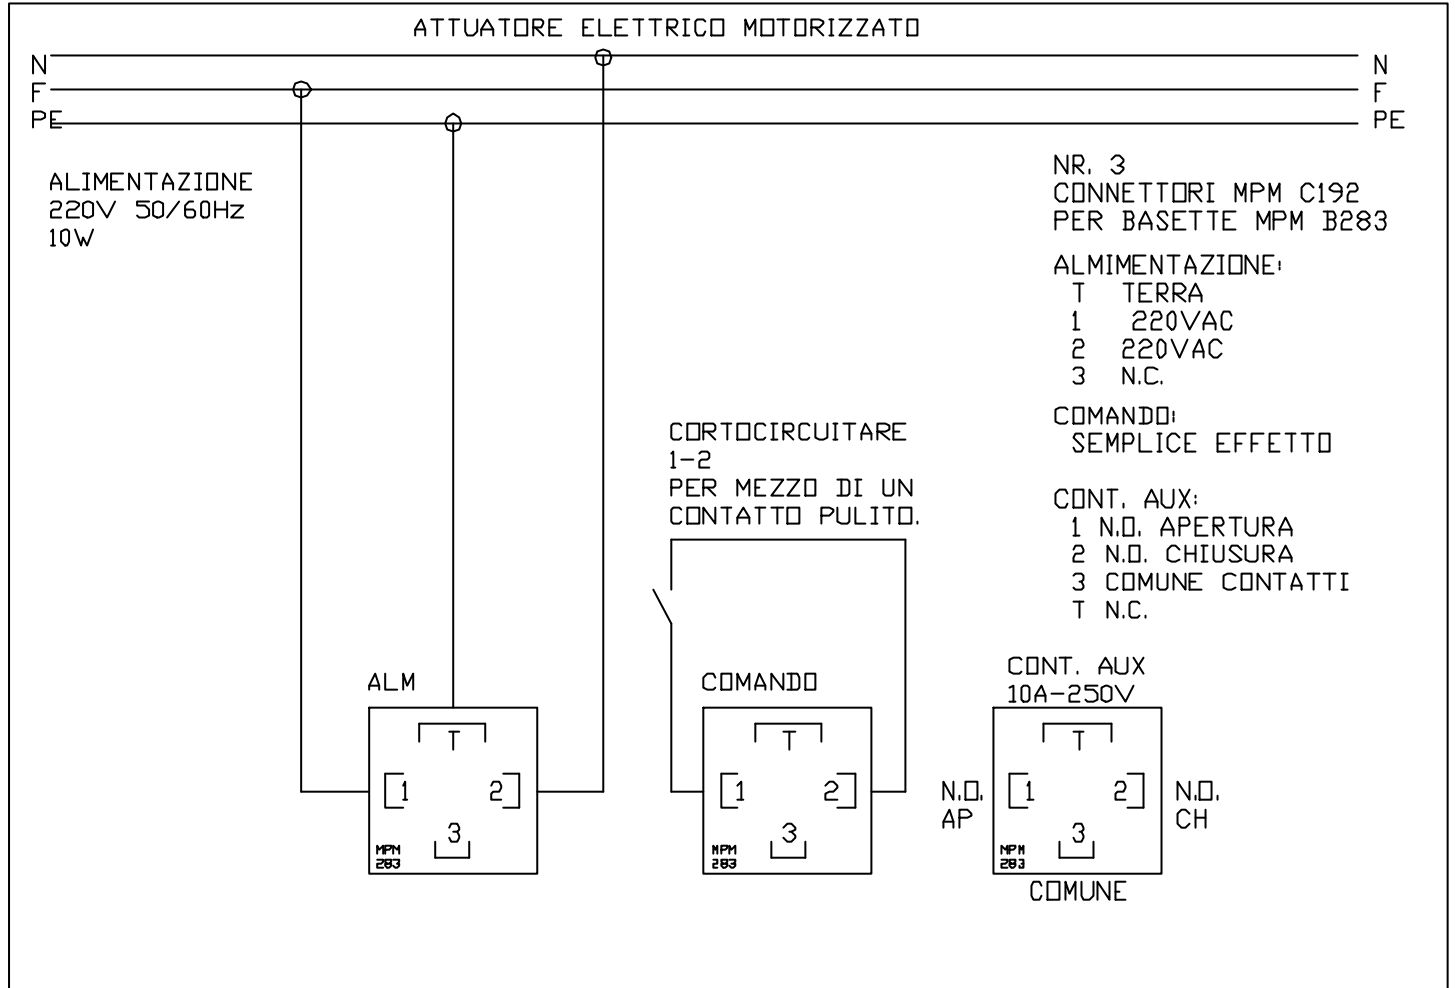 ATTUATORE ELETTRICO MOTORIZZATO
N
F
PE
N
F
PE
ALIMENTAZIONE
220V 50/60Hz
10W
NR. 3
CONNETTORI MPM C192
PER BASETTE MPM B283
ALMIMENTAZIONE:
T TERRA
1 220VAC
2 220VAC
3 N.C.
COMANDO:
SEMPLICE EFFETTO
CONT. AUX:
1 N.O. APERTURA
2 N.O. CHIUSURA
3 COMUNE CONTATTI
T N.C.
CORTOCIRCUITARE
1-2
PER MEZZO DI UN
CONTATTO PULITO.
ALM
T
1 2
3
MPM
283
COMANDO
T
1 2
3
MPM
283
CONT. AUX
10A-250V
N.O.
AP
T
1 2
3
MPM
283
N.O.
CH
COMUNE